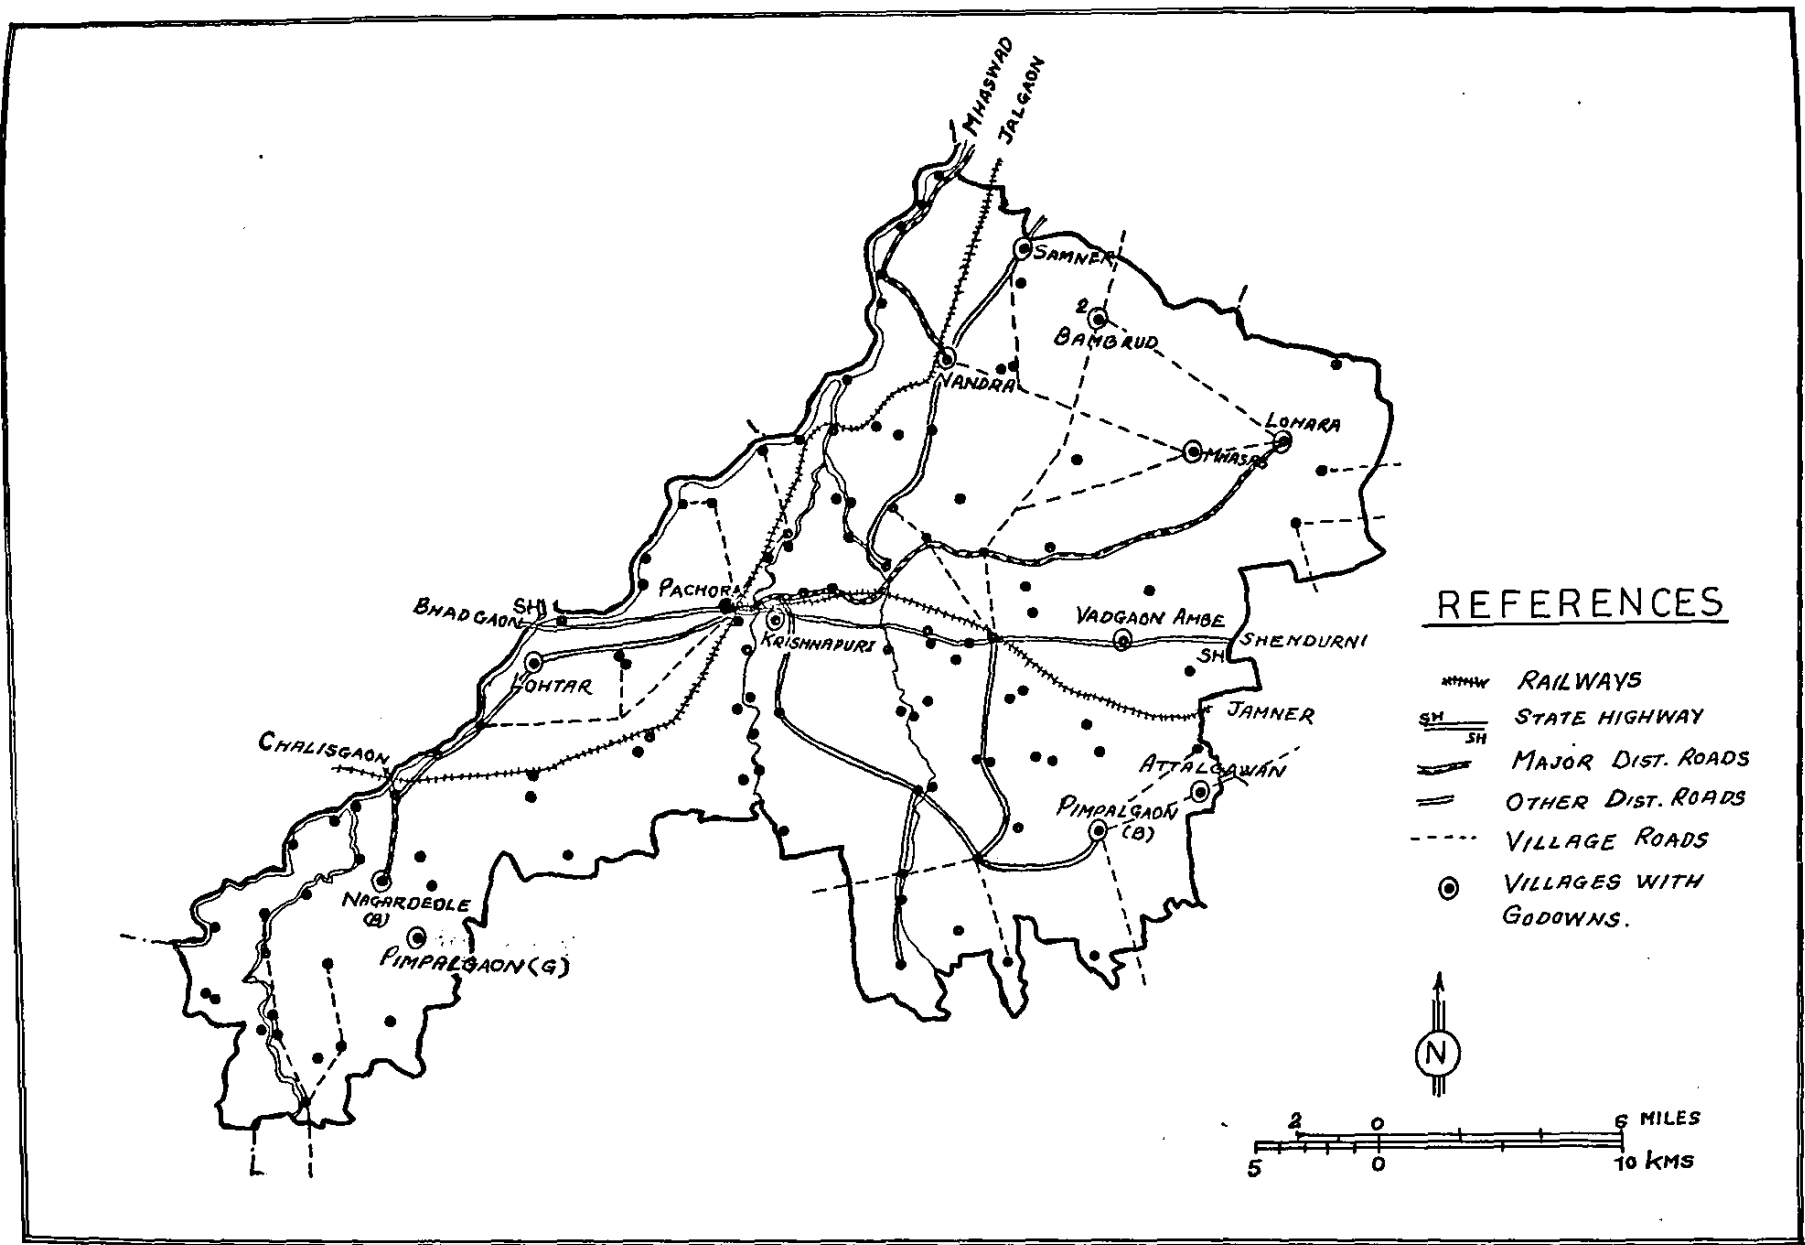 MHASWAD
JALGAON
SAMNER
2
BAMBRUD
NANDRA
LOHARA
MHASAS
PACHORA
BHADGAON
SH
KRISHNAPURI
VADGAON AMBE
SHENDURNI
SH
LOHTAR
JAMNER
CHALISGAON
ATTALGAWAN
PIMPALGAON
(B)
NAGARDEOLE
(B)
PIMPALGAON (G)
REFERENCES
RAILWAYS
SH
SH
STATE HIGHWAY
MAJOR DIST. ROADS
OTHER DIST. ROADS
VILLAGE ROADS
VILLAGES WITH
GODOWNS.
N
2 0 6 MILES
5 0 10 KMS